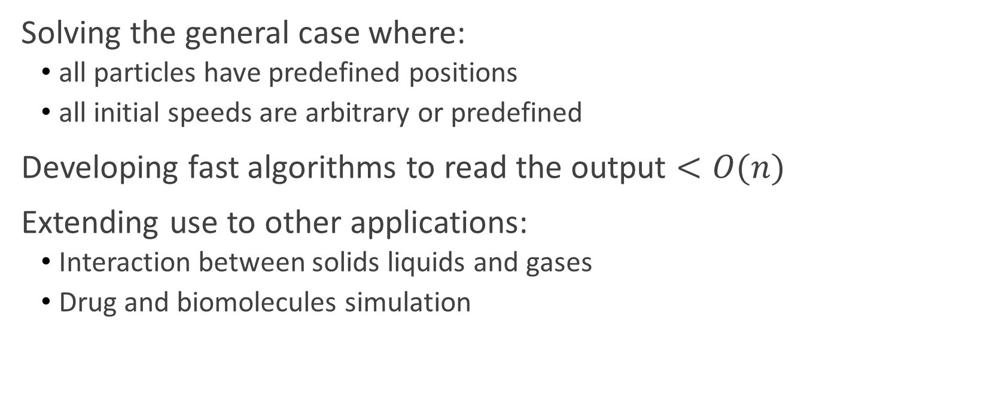 Solving the general case where:
• all particles have predefined positions
• all initial speeds are arbitrary or predefined
Developing fast algorithms to read the output < O(n)
Extending use to other applications:
• Interaction between solids liquids and gases
• Drug and biomolecules simulation